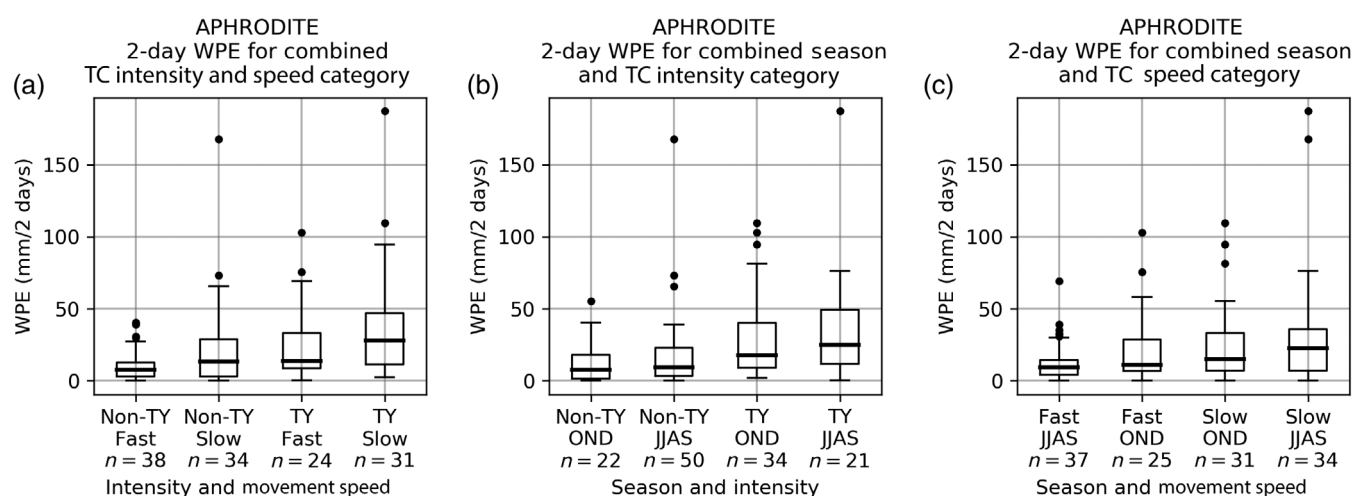 (a)
APHRODITE
2-day WPE for combined
TC intensity and speed category
WPE (mm/2 days)
150
100
50
0
Non-TY Non-TY TY TY
Fast Slow Fast Slow
n = 38 n = 34 n = 24 n = 31
Intensity and movement speed
(b)
APHRODITE
2-day WPE for combined season
and TC intensity category
WPE (mm/2 days)
150
100
50
0
Non-TY Non-TY TY TY
OND JJAS OND JJAS
n = 22 n = 50 n = 34 n = 21
Season and intensity
(c)
APHRODITE
2-day WPE for combined season
and TC speed category
WPE (mm/2 days)
150
100
50
0
Fast Fast Slow Slow
JJAS OND OND JJAS
n = 37 n = 25 n = 31 n = 34
Season and movement speed